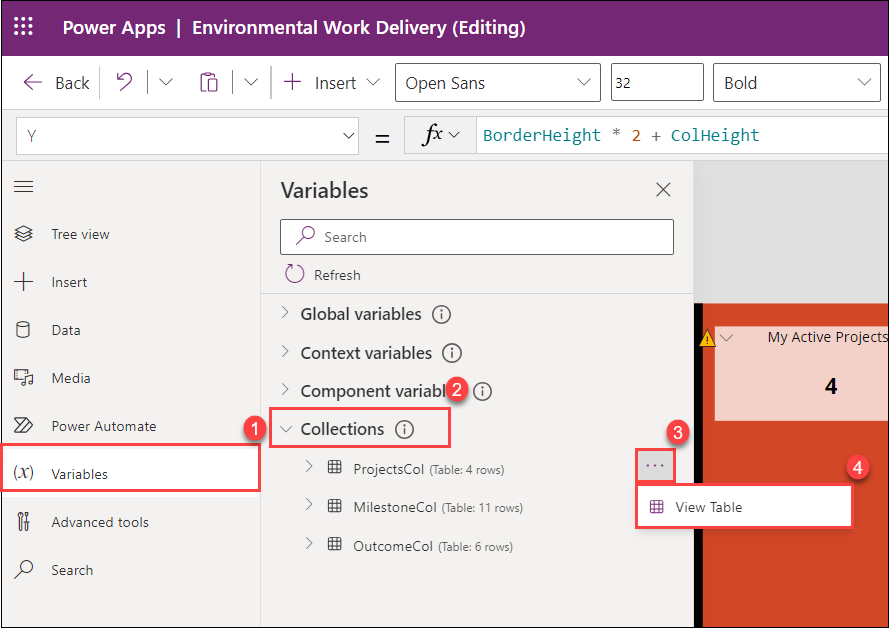 Power Apps | Environmental Work Delivery (Editing)
Back Insert Open Sans 32 Bold
Y = fx BorderHeight * 2 + ColHeight
Tree view
Insert
Data
Media
Power Automate
1
Variables
Advanced tools
Search
Variables
Search
Refresh
Global variables
Context variables
Component variabl 2
Collections
ProjectsCol (Table: 4 rows)
MilestoneCol (Table: 11 rows)
OutcomeCol (Table: 6 rows)
3
...
4
View Table
My Active Projects
4